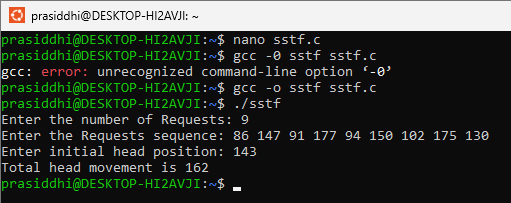 prasiddhi@DESKTOP-HI2AVJI: ~
prasiddhi@DESKTOP-HI2AVJI:~$ nano sstf.c
prasiddhi@DESKTOP-HI2AVJI:~$ gcc -0 sstf sstf.c
gcc: error: unrecognized command-line option ‘-0’
prasiddhi@DESKTOP-HI2AVJI:~$ gcc -o sstf sstf.c
prasiddhi@DESKTOP-HI2AVJI:~$ ./sstf
Enter the number of Requests: 9
Enter the Requests sequence: 86 147 91 177 94 150 102 175 130
Enter initial head position: 143
Total head movement is 162
prasiddhi@DESKTOP-HI2AVJI:~$